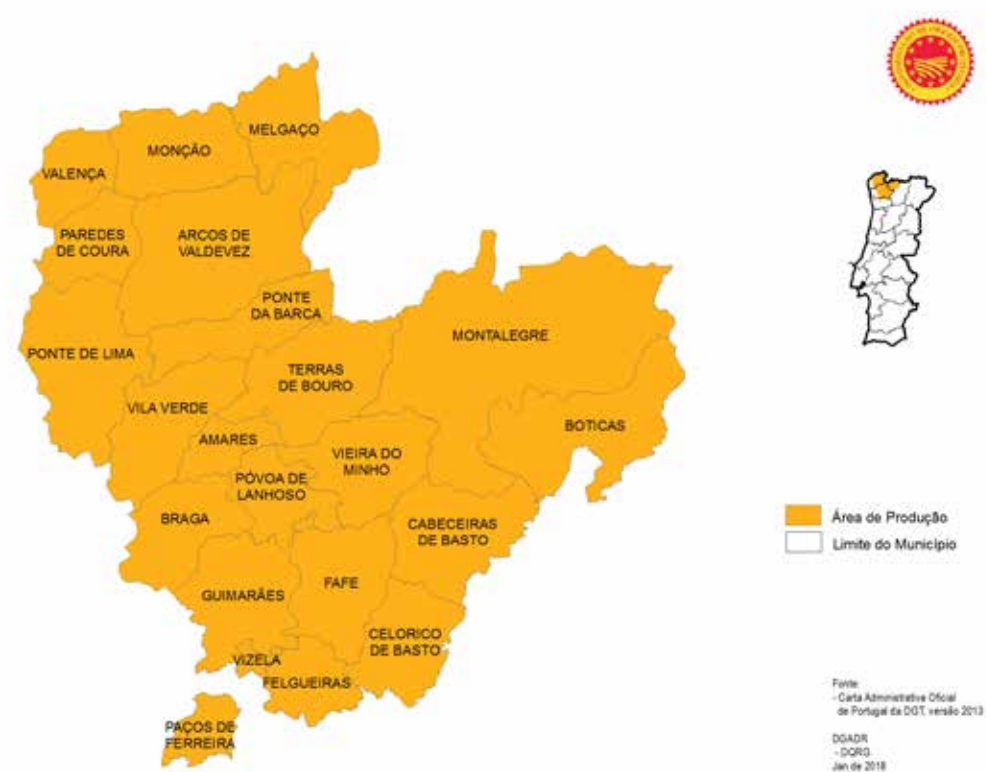 MELGAÇO
MONÇÃO
VALENÇA
PAREDES
DE COURA
ARCOS DE
VALDEVEZ
PONTE
DA BARCA
MONTALEGRE
PONTE DE LIMA
TERRAS
DE BOURO
VILA VERDE
BOTICAS
AMARES
VIEIRA DO
MINHO
PÓVOA DE
LANHOSO
BRAGA
CABECEIRAS
DE BASTO
FAFE
GUIMARÃES
CELORICO
DE BASTO
VIZELA
FELGUEIRAS
PAÇOS DE
FERREIRA
Área de Produção
Limite do Município
Fonte:
- Carta Administrativa Oficial
de Portugal da DGT, versão 2013
DGADR
- DQRG
Jan de 2018